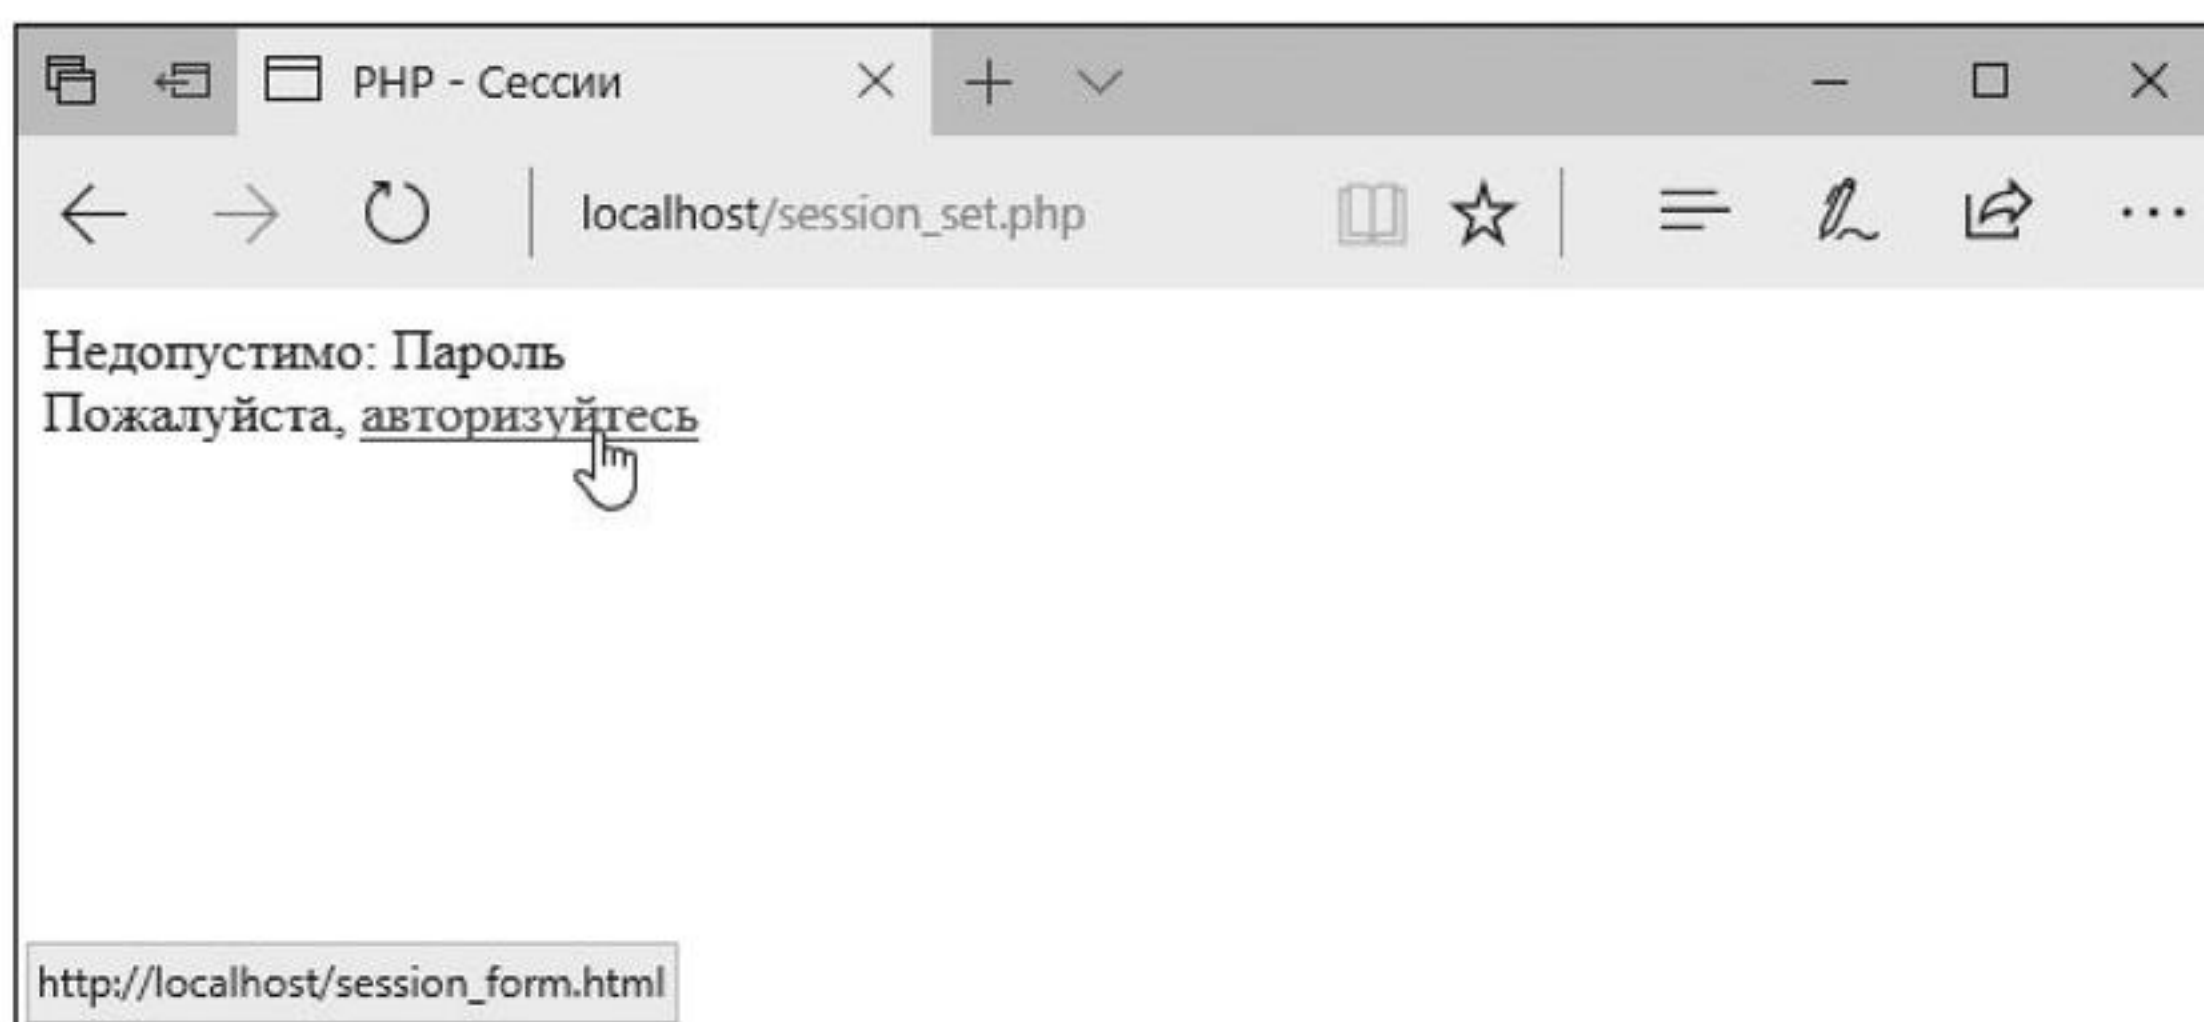 PHP - Сессии
localhost/session_set.php
Недопустимо: Пароль
Пожалуйста, авторизуйтесь
http://localhost/session_form.html